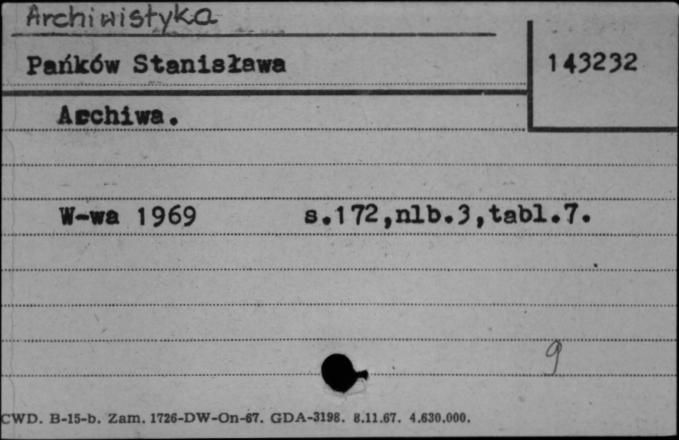 Archiwistyka
Pańków Stanisława
143232
Archiwa.
W-wa 1969 s.172,nlb.3,tabl.7.
9
CWD. B-15-b. Zam. 1726-DW-On-67. GDA-3198. 8.11.67. 4.630.000.